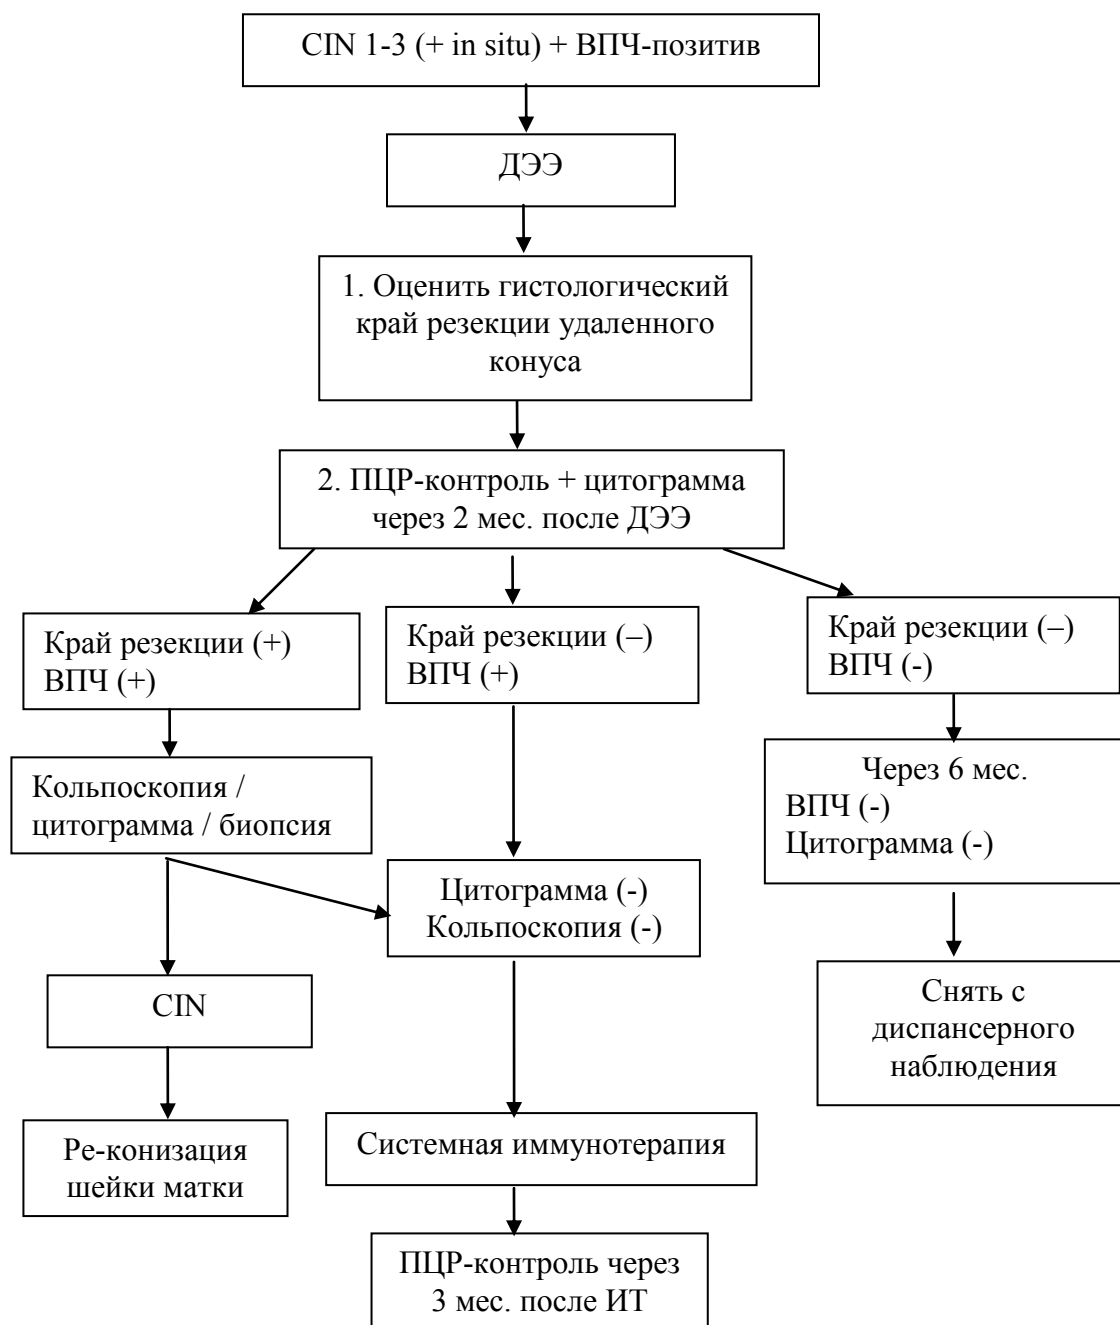 CIN 1-3 (+ in situ) + ВПЧ-позитив
ДЭЭ
1. Оценить гистологический
край резекции удаленного
конуса
2. ПЦР-контроль + цитограмма
через 2 мес. после ДЭЭ
Край резекции (+)
ВПЧ (+)
Край резекции (–)
ВПЧ (+)
Край резекции (–)
ВПЧ (-)
Кольпоскопия /
цитограмма / биопсия
Через 6 мес.
ВПЧ (-)
Цитограмма (-)
Цитограмма (-)
Кольпоскопия (-)
CIN
Снять с
диспансерного
наблюдения
Ре-конизация
шейки матки
Системная иммунотерапия
ПЦР-контроль через
3 мес. после ИТ